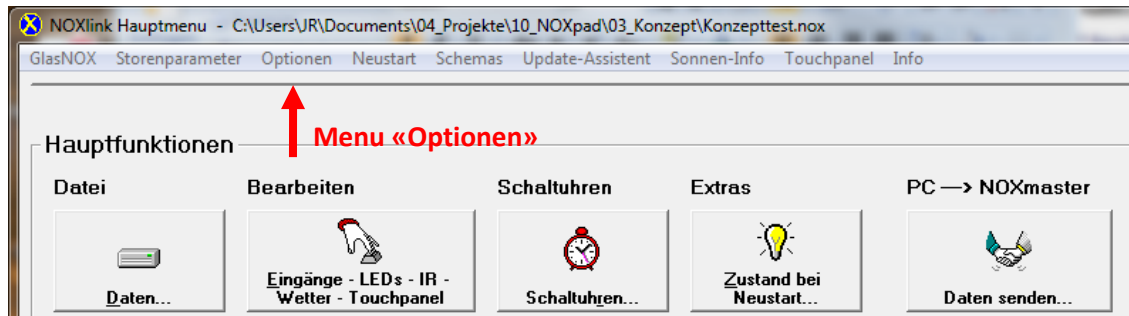 NOXlink Hauptmenu - C:\Users\JR\Documents\04_Projekte\10_NOXpad\03_Konzept\Konzepttest.nox
GlasNOX Storenparameter Optionen Neustart Schemas Update-Assistent Sonnen-Info Touchpanel Info
Menu «Optionen»
Hauptfunktionen
Datei Bearbeiten Schaltuhren Extras PC —> NOXmaster
Eingänge - LEDs - IR - Zustand bei
Daten... Wetter - Touchpanel Schaltuhren... Neustart... Daten senden...